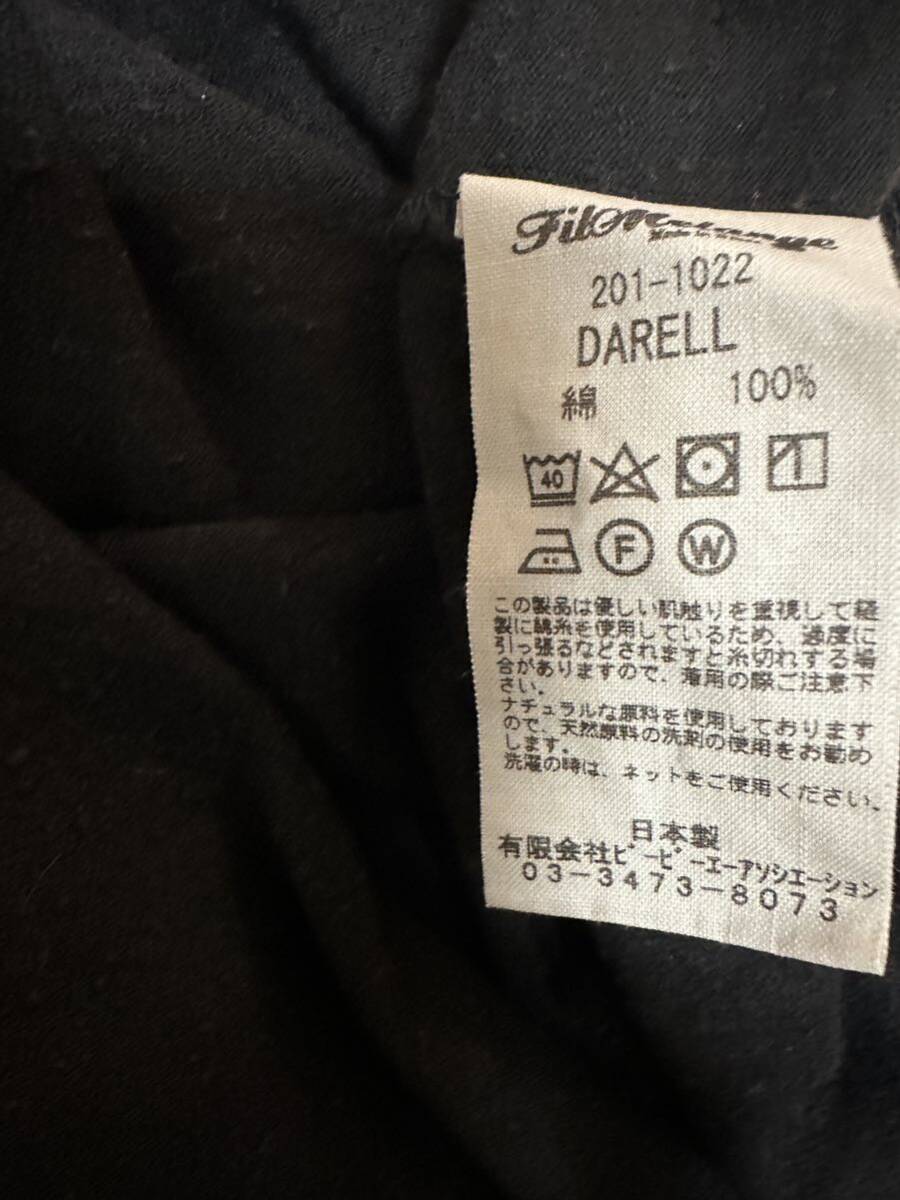 FilMelange
Made in Japan
201-1022
DARELL
綿 100%
40
F W
この製品は優しい肌触りを重視して縫
製に綿糸を使用しているため、過度に
引っ張るなどされますと糸切れする場
合がありますので、着用の際ご注意下
さい。
ナチュラルな原料を使用しております
ので、天然原料の洗剤の使用をお勧め
します。
洗濯の時は、ネットをご使用ください。
日本製
有限会社ビービーエーアソシエーション
03-3473-8073